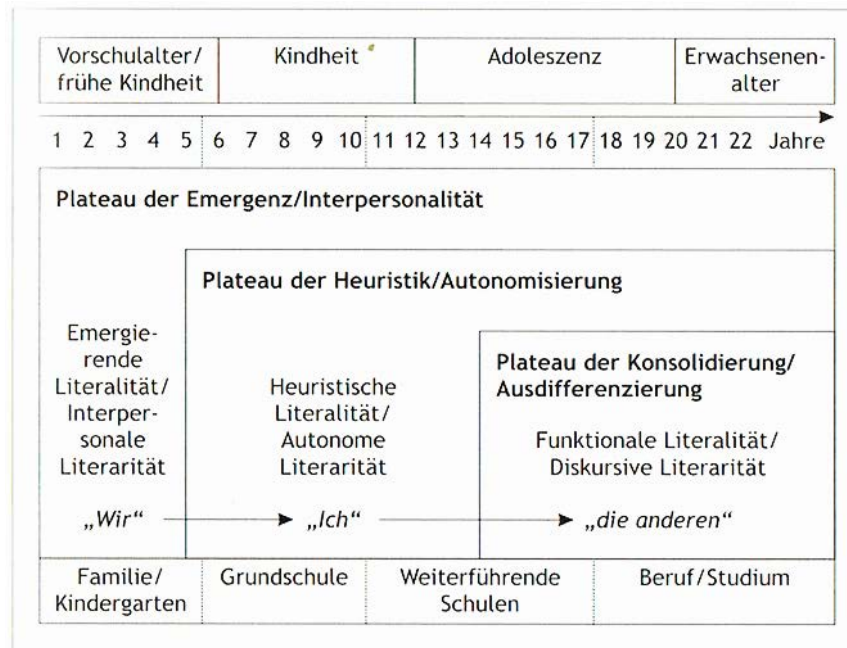 Vorschulalter/
frühe Kindheit
Kindheit
Adoleszenz
Erwachsenen-
alter
1 2 3 4 5 6 7 8 9 10 11 12 13 14 15 16 17 18 19 20 21 22 Jahre
Plateau der Emergenz/Interpersonalität
Plateau der Heuristik/Autonomisierung
Plateau der Konsolidierung/
Ausdifferenzierung
Emergie-
rende
Literalität/
Interper-
sonale
Literarität
Heuristische
Literalität/
Autonome
Literarität
Funktionale Literalität/
Diskursive Literarität
„Wir“ „Ich“ „die anderen“
Familie/
Kindergarten
Grundschule
Weiterführende
Schulen
Beruf/Studium